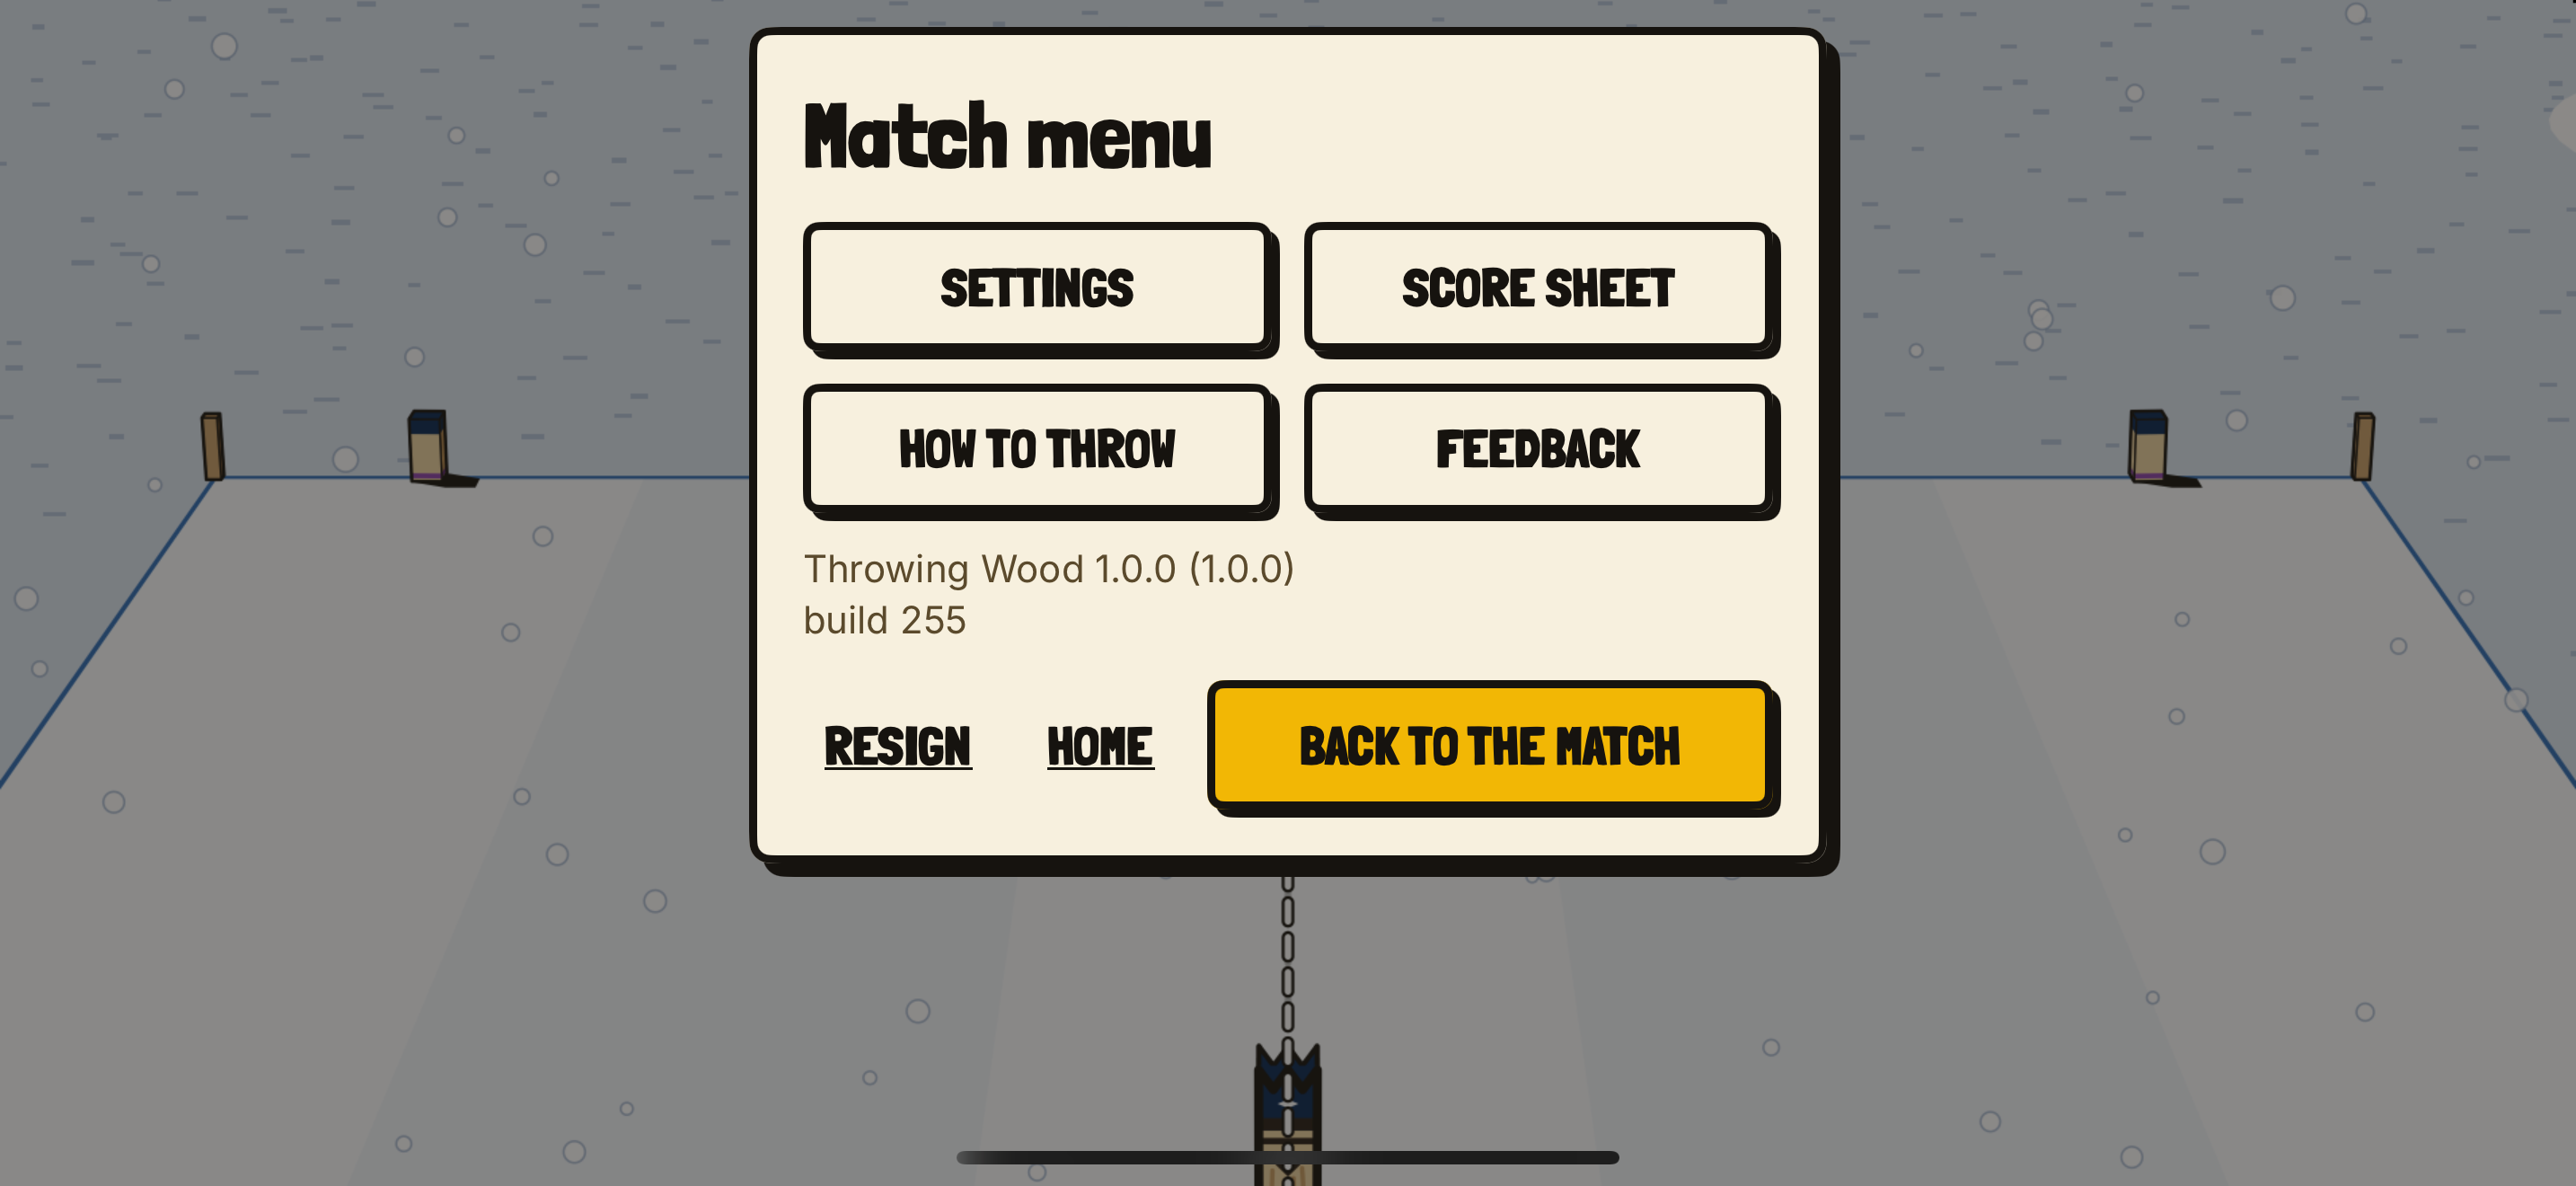 Match menu
SETTINGS
SCORE SHEET
HOW TO THROW
FEEDBACK
Throwing Wood 1.0.0 (1.0.0)
build 255
RESIGN
HOME
BACK TO THE MATCH